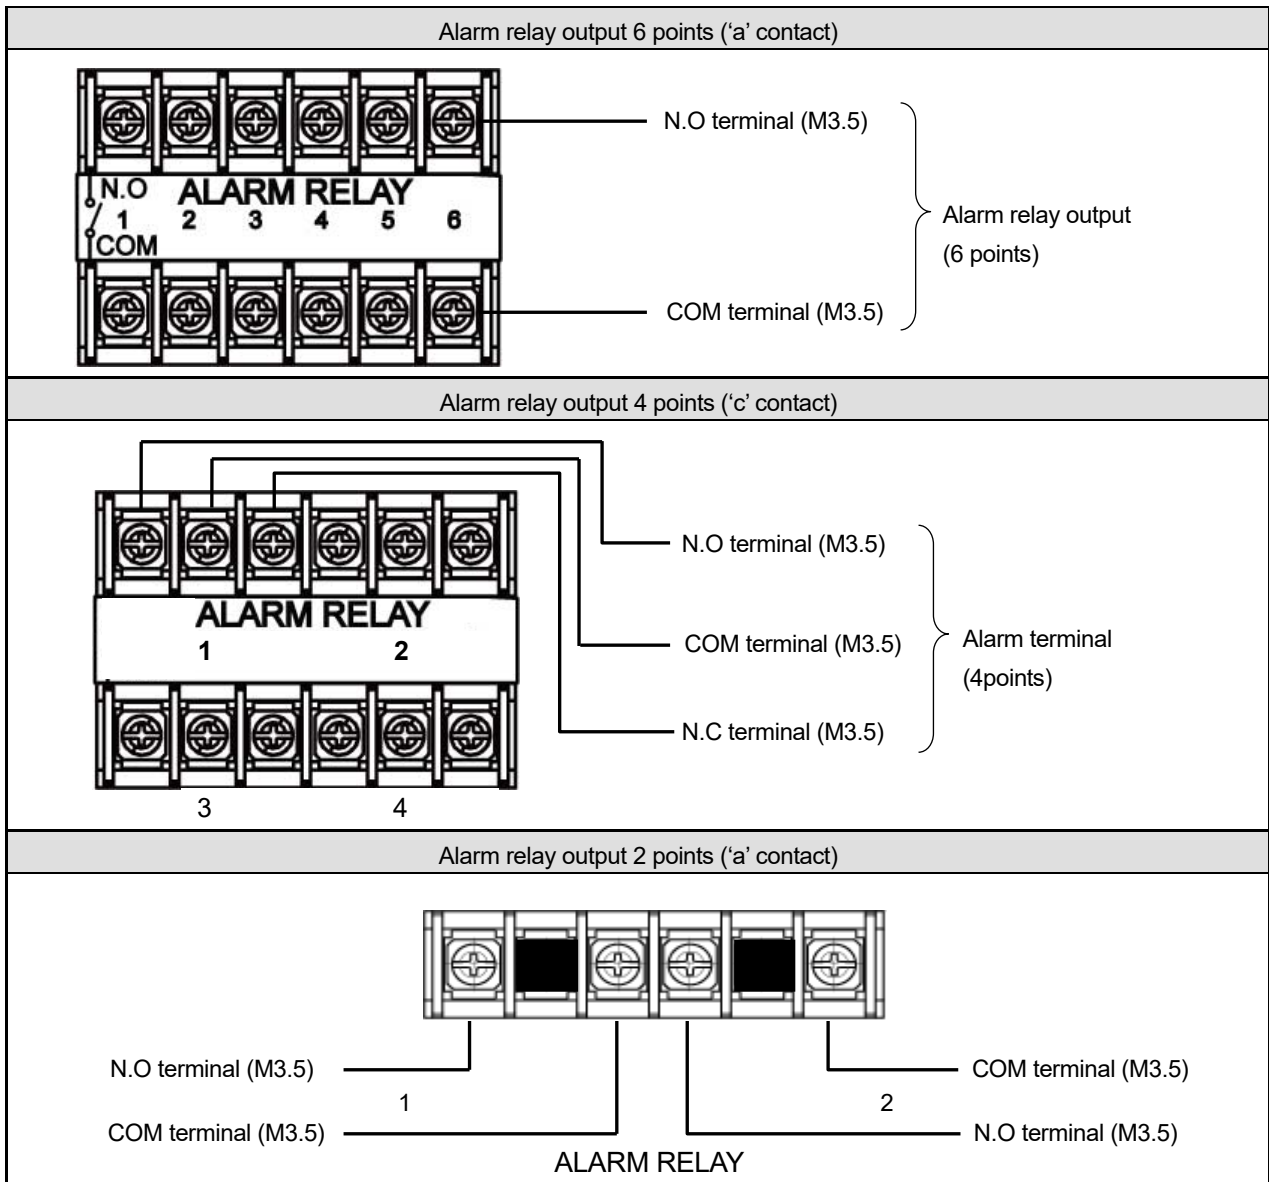 Alarm relay output 6 points (‘a’ contact)
N.O terminal (M3.5)
N.O ALARM RELAY
1 2 3 4 5 6
COM
Alarm relay output
(6 points)
COM terminal (M3.5)
Alarm relay output 4 points (‘c’ contact)
N.O terminal (M3.5)
ALARM RELAY
1 2
COM terminal (M3.5)
Alarm terminal
(4points)
N.C terminal (M3.5)
3 4
Alarm relay output 2 points (‘a’ contact)
N.O terminal (M3.5) COM terminal (M3.5)
1 2
COM terminal (M3.5) N.O terminal (M3.5)
ALARM RELAY